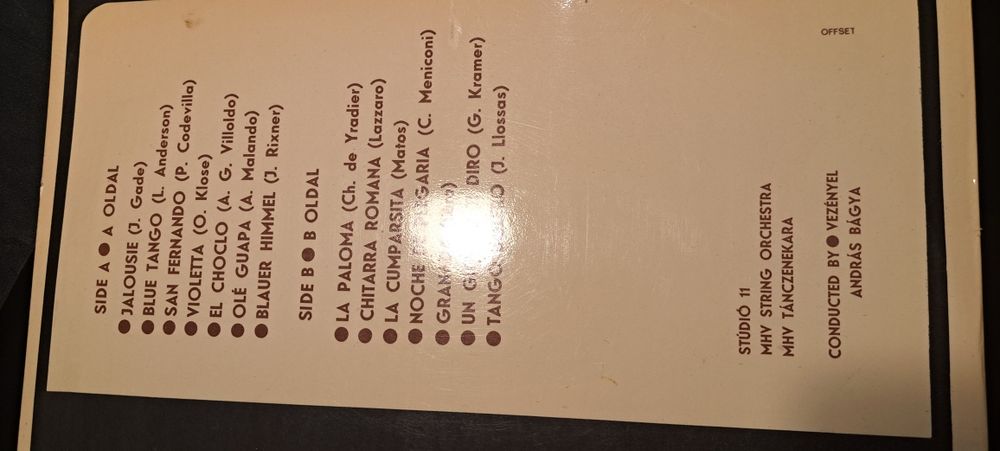 SIDE A ● A OLDAL
● JALOUSIE (J. Gade)
● BLUE TANGO (L. Anderson)
● SAN FERNANDO (P. Codevilla)
● VIOLETTA (O. Klose)
● EL CHOCLO (A. G. Villoldo)
● OLÉ GUAPA (A. Malando)
● BLAUER HIMMEL (J. Rixner)
SIDE B ● B OLDAL
● LA PALOMA (Ch. de Yradier)
● CHITARRA ROMANA (Lazzaro)
● LA CUMPARSITA (Matos)
● NOCHE (C. Meniconi)
●
● UN DIRO (G. Kramer)
● TANGO (J. Llossas)
STÚDIÓ 11
MHV STRING ORCHESTRA
MHV TÁNCZENEKARA
CONDUCTED BY ● VEZÉNYEL
ANDRÁS BÁGYA
OFFSET